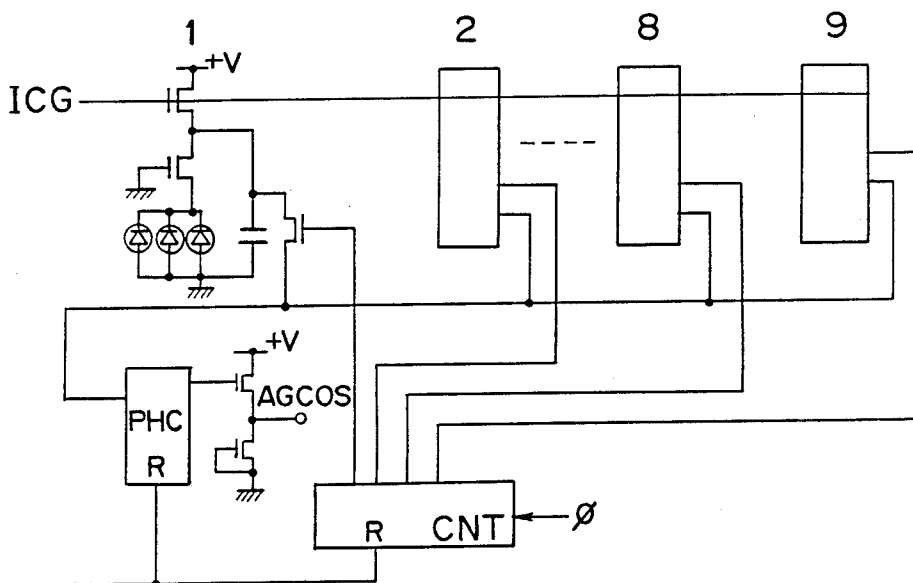 1 2 8 9
+V
ICG
+V
AGCOS
PHC
R
R CNT ø